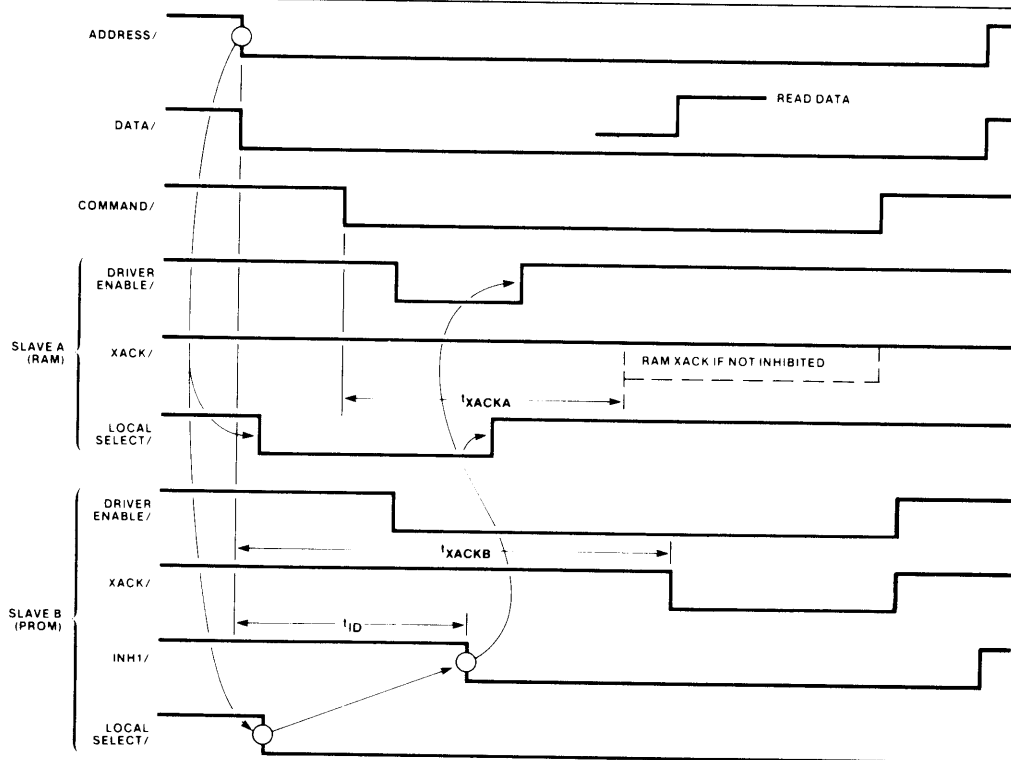 ADDRESS/
READ DATA
DATA/
COMMAND/
DRIVER
ENABLE/
SLAVE A
(RAM)
XACK/
RAM XACK IF NOT INHIBITED
tXACKA
LOCAL
SELECT/
DRIVER
ENABLE/
tXACKB
XACK/
SLAVE B
(PROM)
tID
INH1/
LOCAL
SELECT/